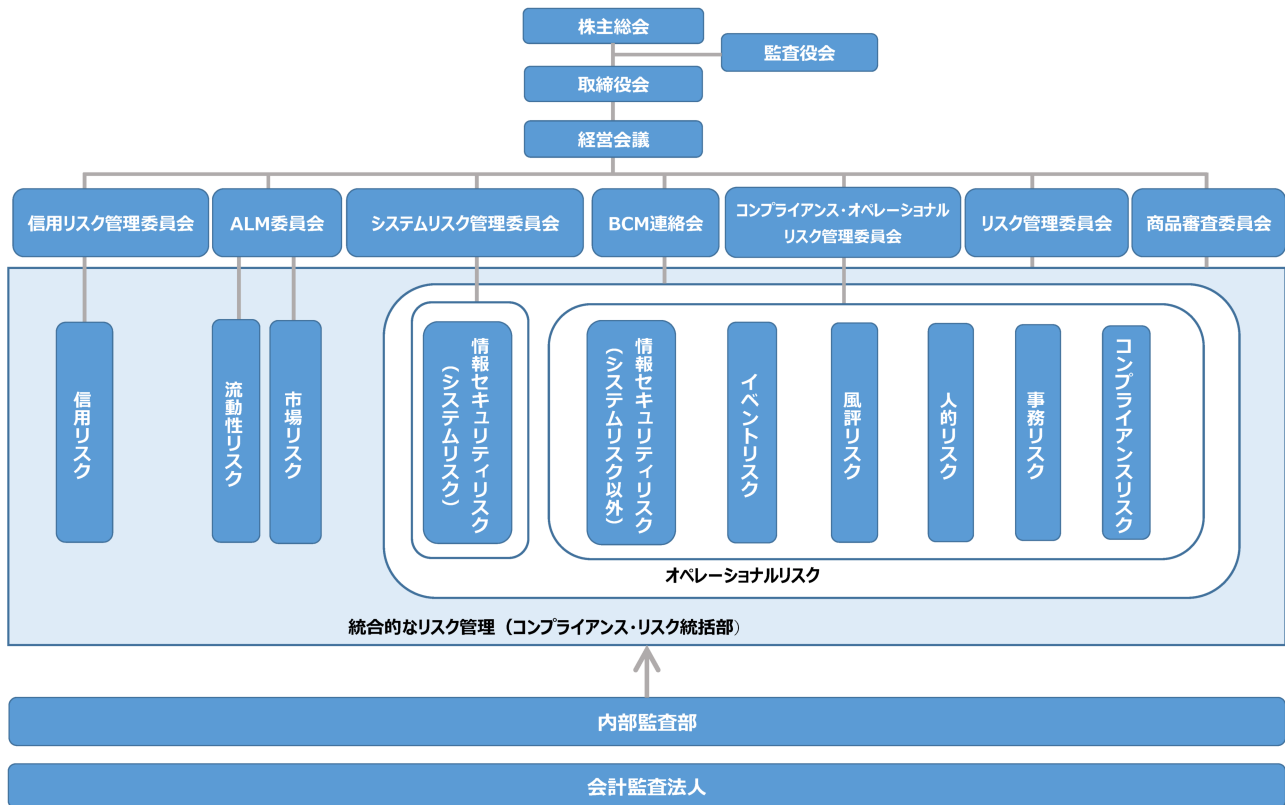 株主総会
監査役会
取締役会
経営会議
信用リスク管理委員会
ALM委員会
システムリスク管理委員会
BCM連絡会
コンプライアンス・オペレーショナル
リスク管理委員会
リスク管理委員会
商品審査委員会
信用リスク
流動性リスク
市場リスク
情報セキュリティリスク
(システムリスク)
情報セキュリティリスク
(システムリスク以外)
イベントリスク
風評リスク
人的リスク
事務リスク
コンプライアンスリスク
オペレーショナルリスク
統合的なリスク管理（コンプライアンス・リスク統括部）
内部監査部
会計監査法人